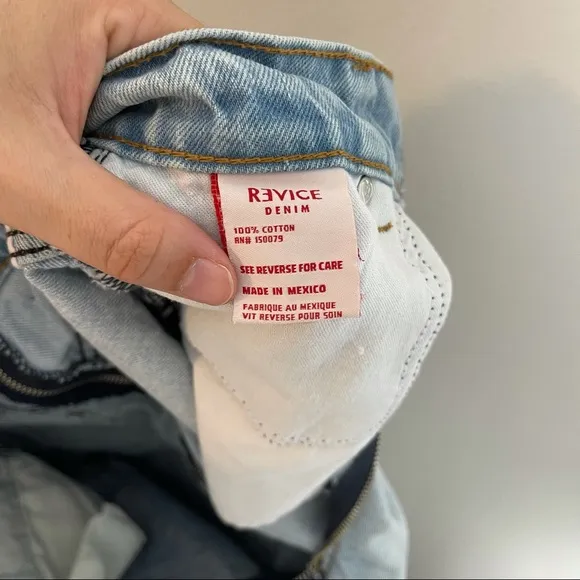 RƎVICE
DENIM
100% COTTON
RN# 150079
SEE REVERSE FOR CARE
MADE IN MEXICO
FABRIQUE AU MEXIQUE
VIT REVERSE POUR SOIN